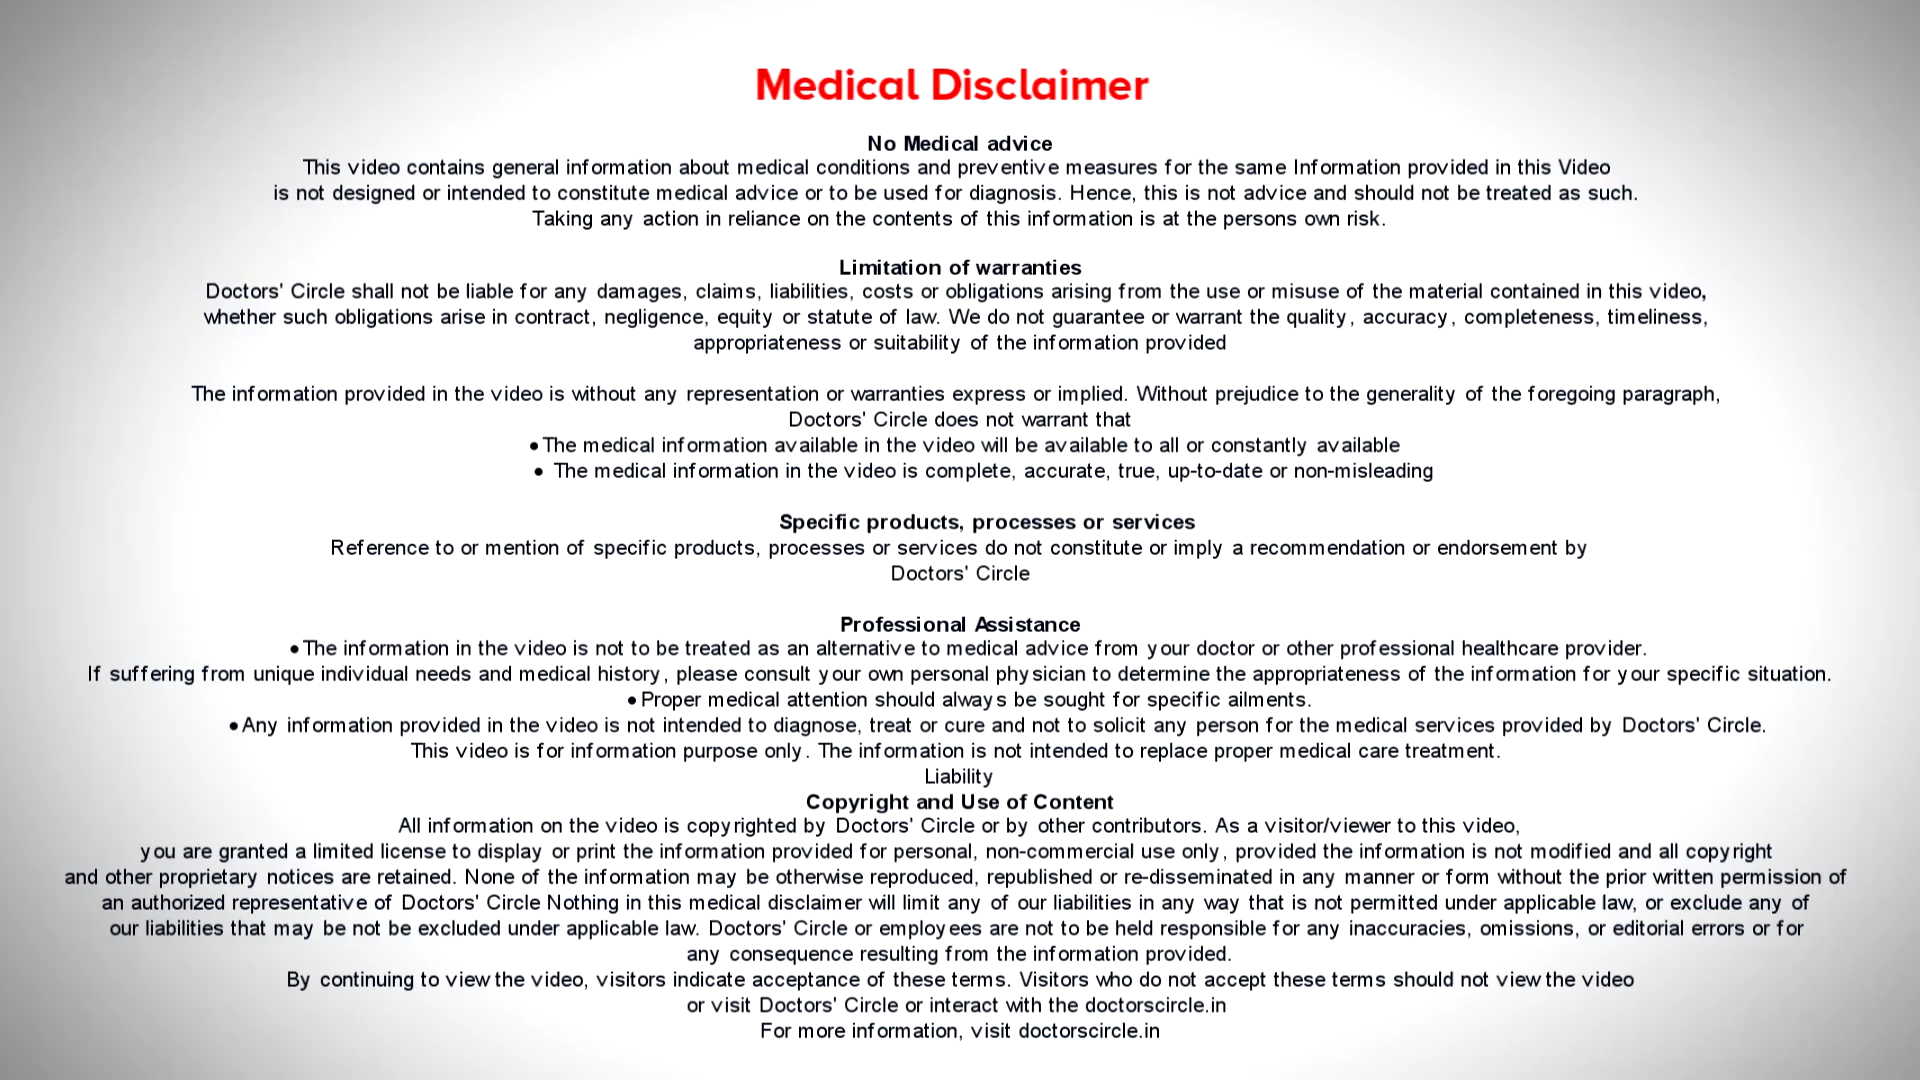 Medical Disclaimer
No Medical advice
This video contains general information about medical conditions and preventive measures for the same Information provided in this Video
is not designed or intended to constitute medical advice or to be used for diagnosis. Hence, this is not advice and should not be treated as such.
Taking any action in reliance on the contents of this information is at the persons own risk.
Limitation of warranties
Doctors' Circle shall not be liable for any damages, claims, liabilities, costs or obligations arising from the use or misuse of the material contained in this video,
whether such obligations arise in contract, negligence, equity or statute of law. We do not guarantee or warrant the quality, accuracy, completeness, timeliness,
appropriateness or suitability of the information provided
The information provided in the video is without any representation or warranties express or implied. Without prejudice to the generality of the foregoing paragraph,
Doctors' Circle does not warrant that
• The medical information available in the video will be available to all or constantly available
• The medical information in the video is complete, accurate, true, up-to-date or non-misleading
Specific products, processes or services
Reference to or mention of specific products, processes or services do not constitute or imply a recommendation or endorsement by
Doctors' Circle
Professional Assistance
• The information in the video is not to be treated as an alternative to medical advice from your doctor or other professional healthcare provider.
If suffering from unique individual needs and medical history, please consult your own personal physician to determine the appropriateness of the information for your specific situation.
• Proper medical attention should always be sought for specific ailments.
• Any information provided in the video is not intended to diagnose, treat or cure and not to solicit any person for the medical services provided by Doctors' Circle.
This video is for information purpose only. The information is not intended to replace proper medical care treatment.
Liability
Copyright and Use of Content
All information on the video is copyrighted by Doctors' Circle or by other contributors. As a visitor/viewer to this video,
you are granted a limited license to display or print the information provided for personal, non-commercial use only, provided the information is not modified and all copyright
and other proprietary notices are retained. None of the information may be otherwise reproduced, republished or re-disseminated in any manner or form without the prior written permission of
an authorized representative of Doctors' Circle Nothing in this medical disclaimer will limit any of our liabilities in any way that is not permitted under applicable law, or exclude any of
our liabilities that may be not be excluded under applicable law. Doctors' Circle or employees are not to be held responsible for any inaccuracies, omissions, or editorial errors or for
any consequence resulting from the information provided.
By continuing to view the video, visitors indicate acceptance of these terms. Visitors who do not accept these terms should not view the video
or visit Doctors' Circle or interact with the doctorscircle.in
For more information, visit doctorscircle.in